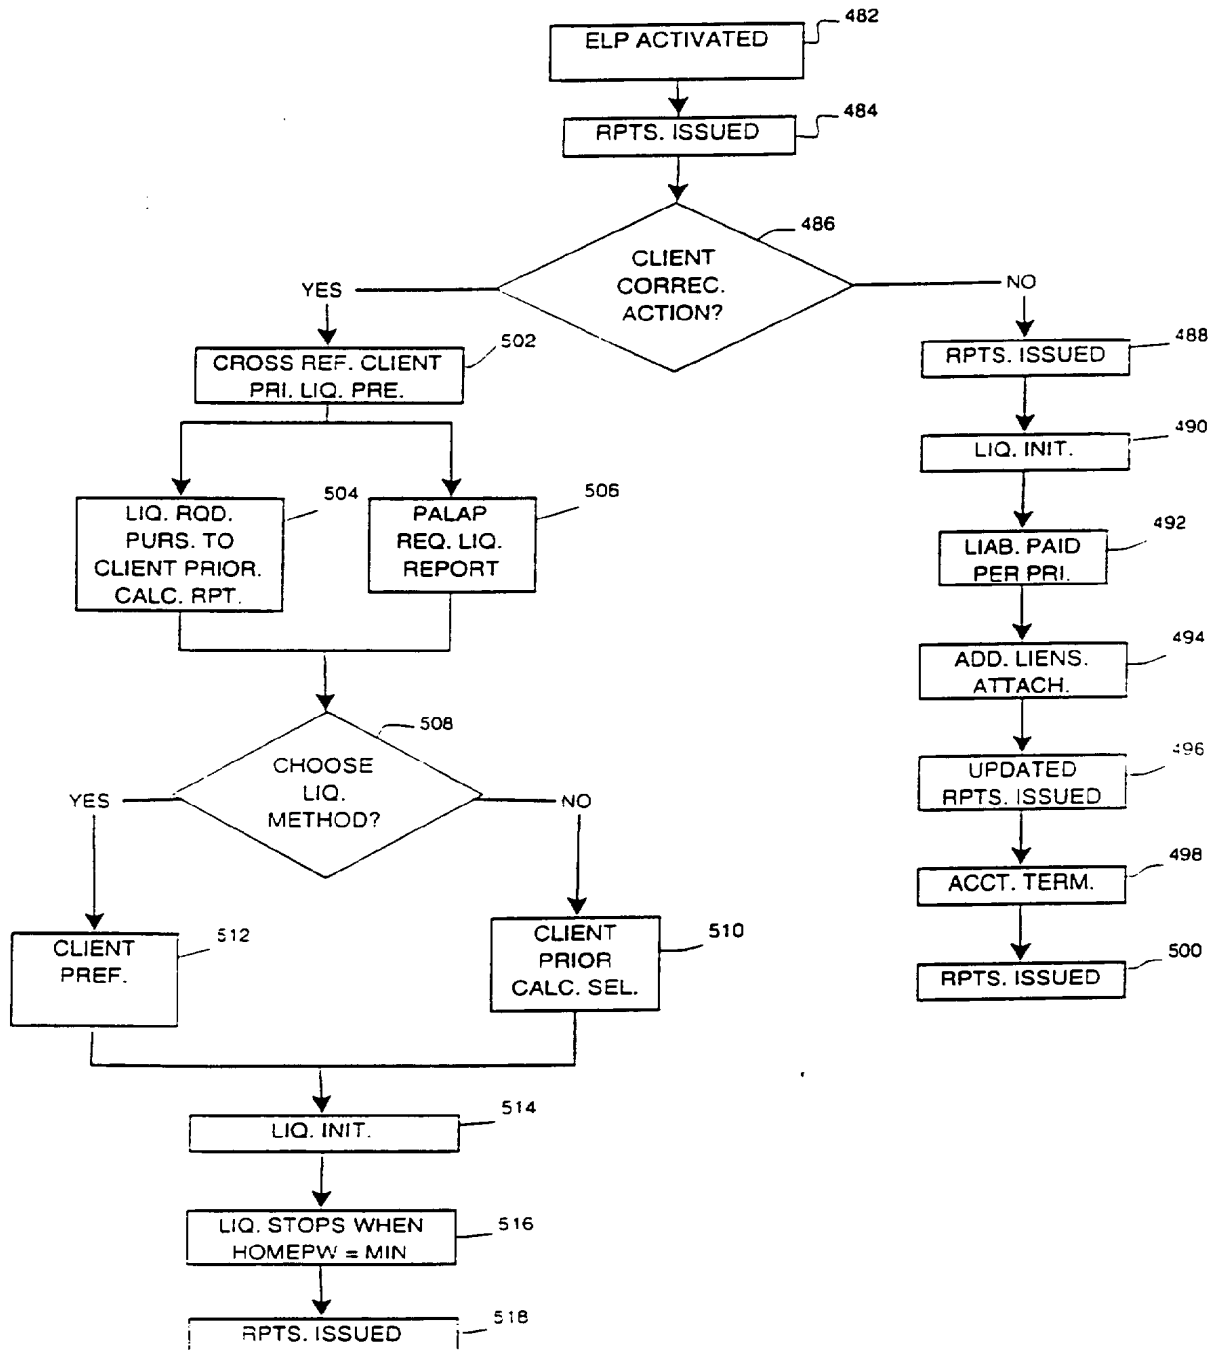 482
ELP ACTIVATED
484
RPTS. ISSUED
486
CLIENT
CORREC.
ACTION?
YES
NO
502
CROSS REF. CLIENT
PRI. LIQ. PRE.
504
LIQ. RQD.
PURS. TO
CLIENT PRIOR.
CALC. RPT.
506
PALAP
REQ. LIQ.
REPORT
508
CHOOSE
LIQ.
METHOD?
YES
NO
512
CLIENT
PREF.
510
CLIENT
PRIOR
CALC. SEL.
514
LIQ. INIT.
516
LIQ. STOPS WHEN
HOMEPW = MIN
518
RPTS. ISSUED
488
RPTS. ISSUED
490
LIQ. INIT.
492
LIAB. PAID
PER PRI.
494
ADD. LIENS.
ATTACH.
496
UPDATED
RPTS. ISSUED
498
ACCT. TERM.
500
RPTS. ISSUED